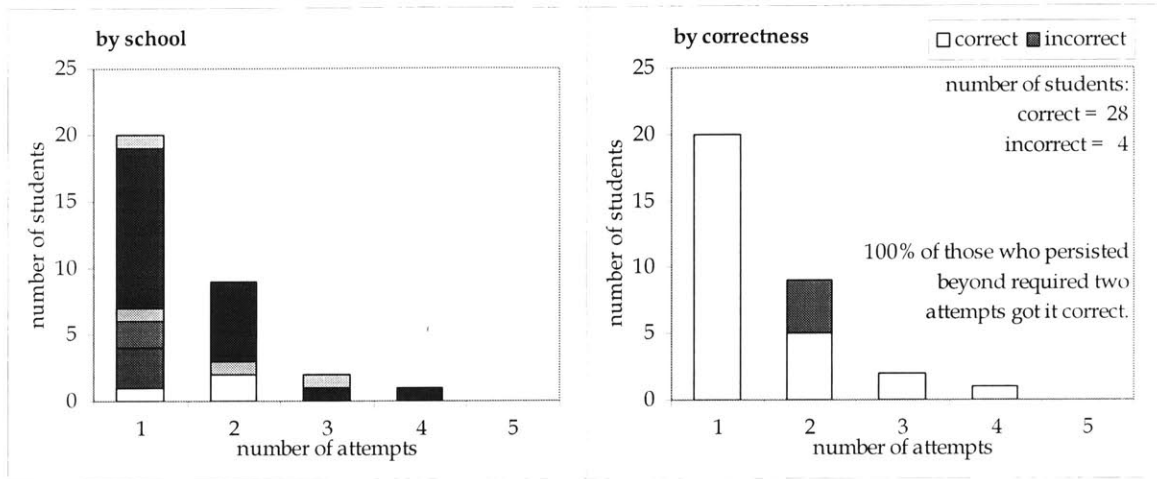 by school
25
20
15
10
5
0
number of students
1 2 3 4 5
number of attempts
by correctness
correct incorrect
25
20
15
10
5
0
number of students
number of students:
correct = 28
incorrect = 4
100% of those who persisted
beyond required two
attempts got it correct.
1 2 3 4 5
number of attempts